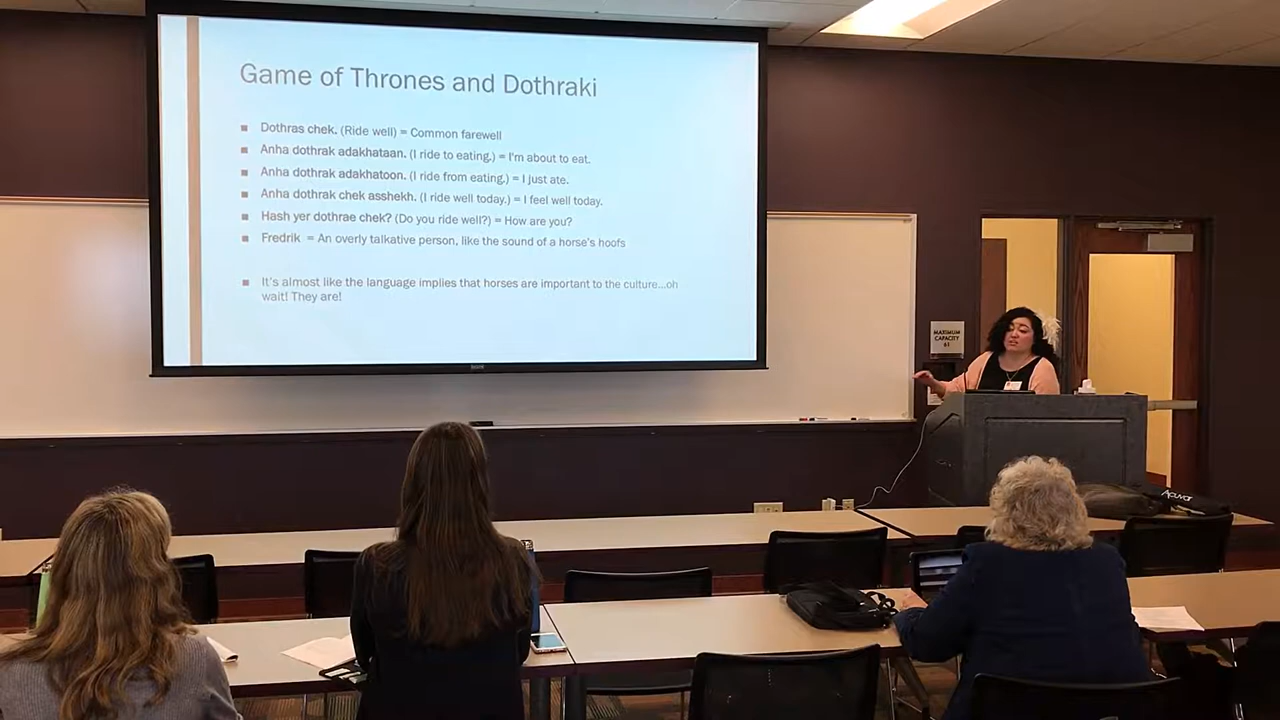 Game of Thrones and Dothraki
Dothras chek. (Ride well) = Common farewell
Anha dothrak adakhataan. (I ride to eating.) = I'm about to eat.
Anha dothrak adakhatoon. (I ride from eating.) = I just ate.
Anha dothrak chek asshekh. (I ride well today.) = I feel well today.
Hash yer dothrae chek? (Do you ride well?) = How are you?
Fredrik = An overly talkative person, like the sound of a horse's hoofs
It's almost like the language implies that horses are important to the culture...oh
wait! They are!
MAXIMUM
CAPACITY
61